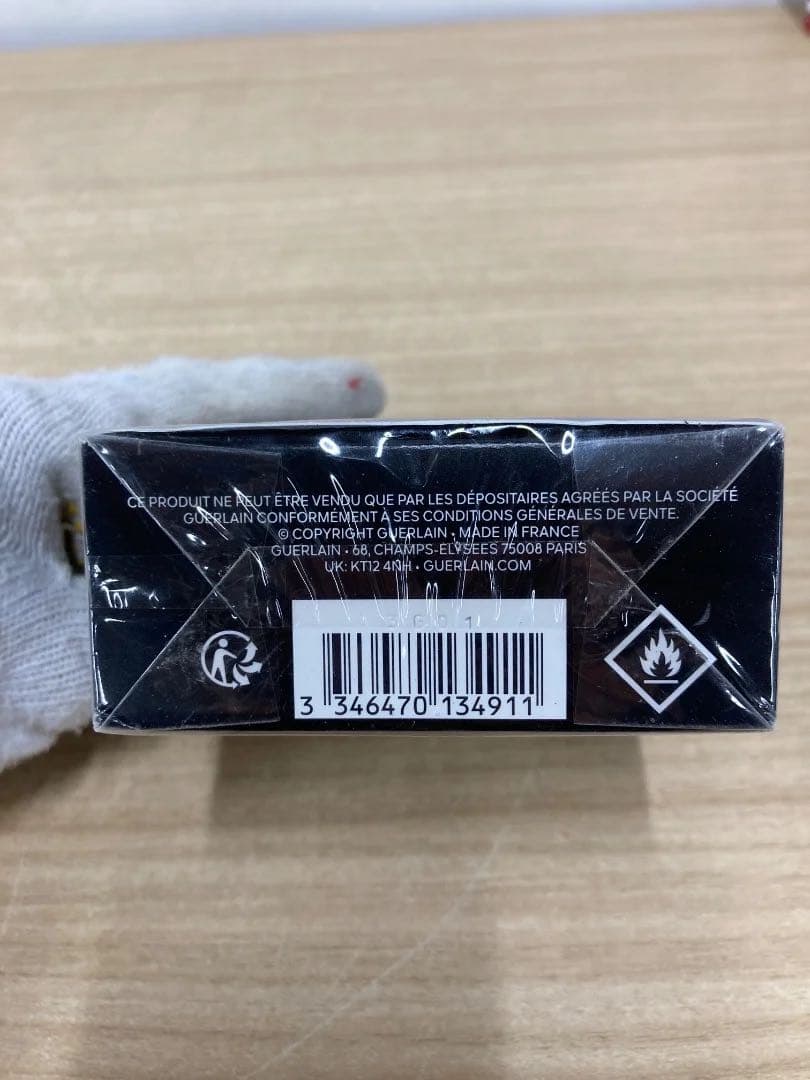 CE PRODUIT NE PEUT ÊTRE VENDU QUE PAR LES DÉPOSITAIRES AGRÉÉS PAR LA SOCIÉTÉ
GUERLAIN CONFORMÉMENT À SES CONDITIONS GÉNÉRALES DE VENTE.
© COPYRIGHT GUERLAIN • MADE IN FRANCE
GUERLAIN • 68, CHAMPS-ELYSEES 75008 PARIS
UK: KT12 4NH • GUERLAIN.COM
3 346470 134911